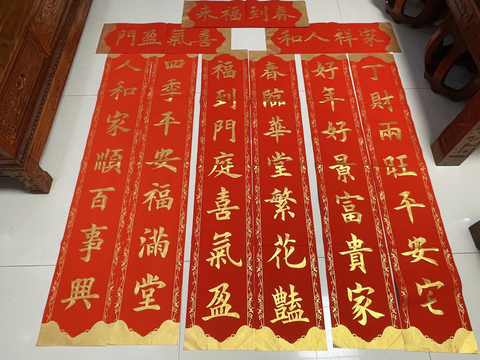 春到福来
家祥人和
喜氣盈門
丁財兩旺平安宅
好年好景富貴家
春臨華堂繁花豔
福到門庭喜氣盈
四季平安福滿堂
人和家順百事興